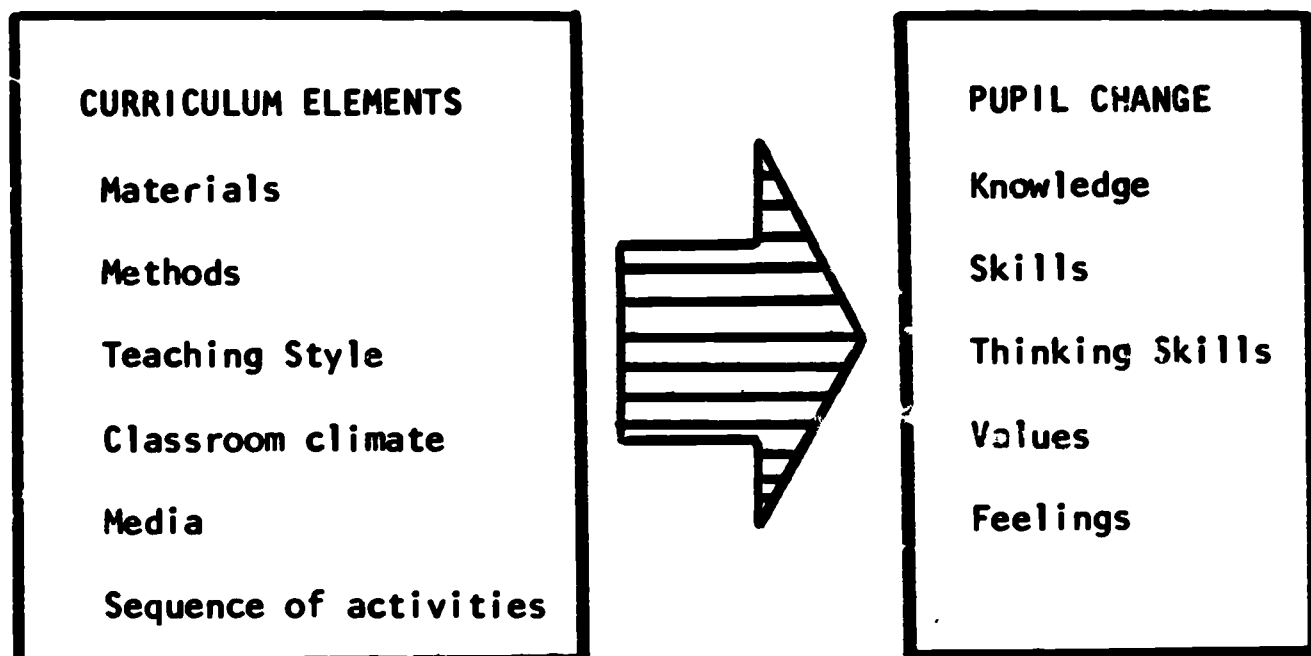 CURRICULUM ELEMENTS
Materials
Methods
Teaching Style
Classroom climate
Media
Sequence of activities
PUPIL CHANGE
Knowledge
Skills
Thinking Skills
Values
Feelings